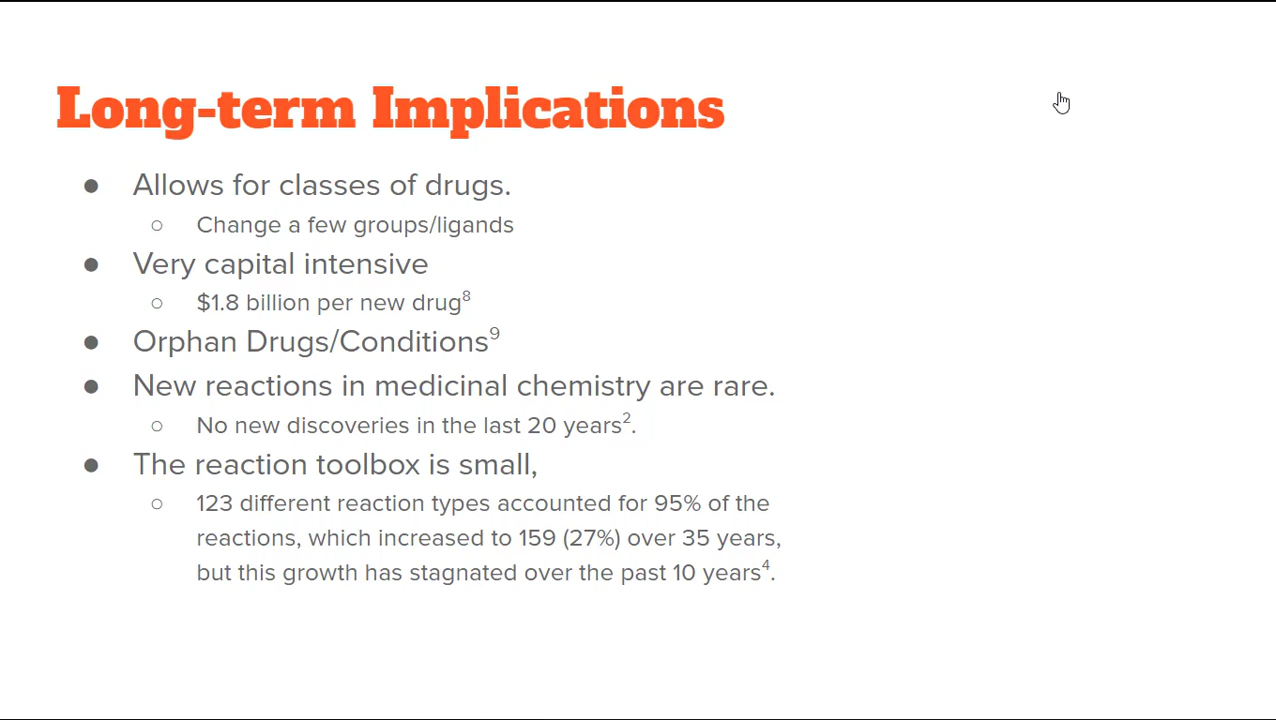 Long-term Implications
● Allows for classes of drugs.
○ Change a few groups/ligands
● Very capital intensive
○ $1.8 billion per new drug⁸
● Orphan Drugs/Conditions⁹
● New reactions in medicinal chemistry are rare.
○ No new discoveries in the last 20 years².
● The reaction toolbox is small,
○ 123 different reaction types accounted for 95% of the
reactions, which increased to 159 (27%) over 35 years,
but this growth has stagnated over the past 10 years⁴.